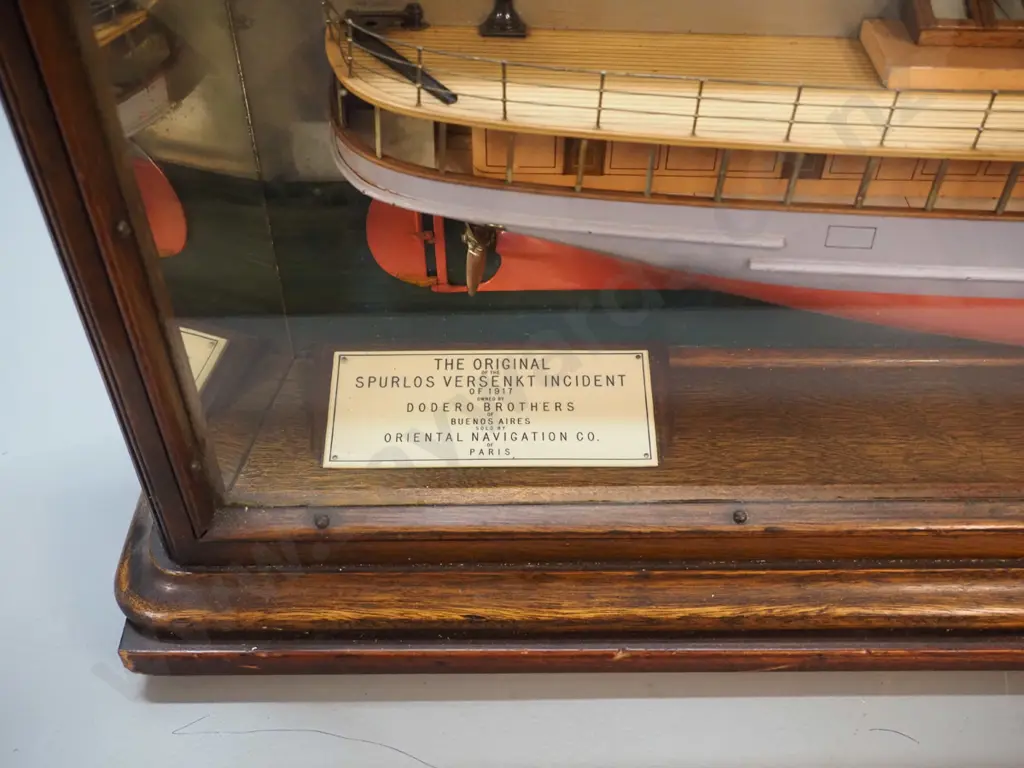 THE ORIGINAL
OF THE
SPURLOS VERSENKT INCIDENT
OF 1917
OWNED BY
DODERO BROTHERS
OF
BUENOS AIRES
SOLD BY
ORIENTAL NAVIGATION CO.
OF
PARIS